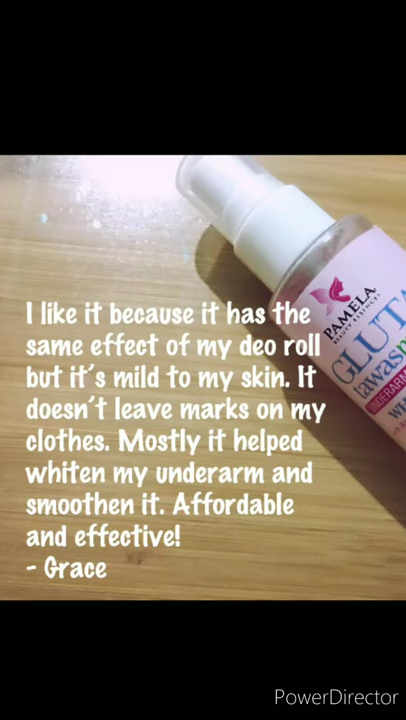 I like it because it has the
same effect of my deo roll
but it's mild to my skin. It
doesn't leave marks on my
clothes. Mostly it helped
whiten my underarm and
smoothen it. Affordable
and effective!
- Grace
PAMELA
BEAUTY ESSENCES
GLUTA
tawas
PowerDirector